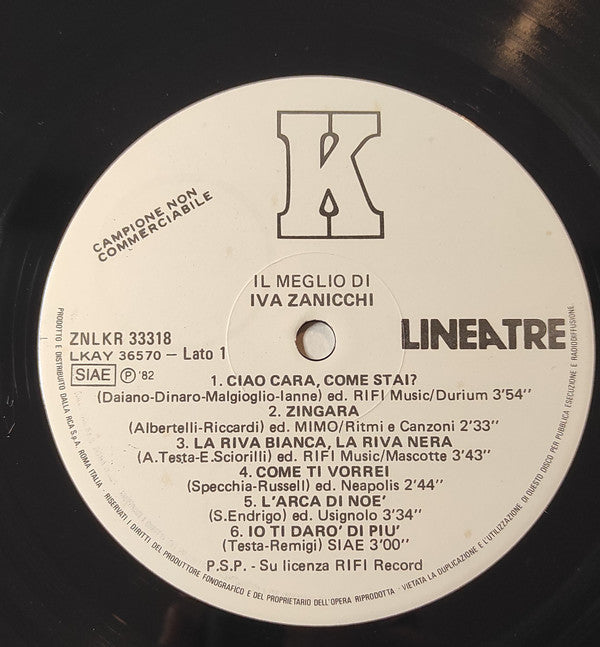 K
CAMPIONE NON
COMMERCIABILE
IL MEGLIO DI
IVA ZANICCHI
ZNLKR 33318
LKAY 36570 – Lato 1
LINEATRE
SIAE Ⓟ '82
1. CIAO CARA, COME STAI?
(Daiano-Dinaro-Malgioglio-Ianne) ed. RIFI Music/Durium 3'54''
2. ZINGARA
(Albertelli-Riccardi) ed. MIMO/Ritmi e Canzoni 2'33''
3. LA RIVA BIANCA, LA RIVA NERA
(A.Testa-E.Sciorilli) ed. RIFI Music/Mascotte 3'43''
4. COME TI VORREI
(Specchia-Russell) ed. Neapolis 2'44''
5. L'ARCA DI NOE'
(S.Endrigo) ed. Usignolo 3'34''
6. IO TI DARO' DI PIU'
(Testa-Remigi) SIAE 3'00''
P.S.P. - Su licenza RIFI Record
PRODOTTO E DISTRIBUITO DALLA RCA S.p.A. ROMA ITALIA - RISERVATI I DIRITTI DEL PRODUTTORE FONOGRAFICO E DEL PROPRIETARIO DELL'OPERA RIPRODOTTA - VIETATA LA DUPLICAZIONE E L'UTILIZZAZIONE DI QUESTO DISCO PER PUBBLICA ESECUZIONE E RADIODIFFUSIONE.